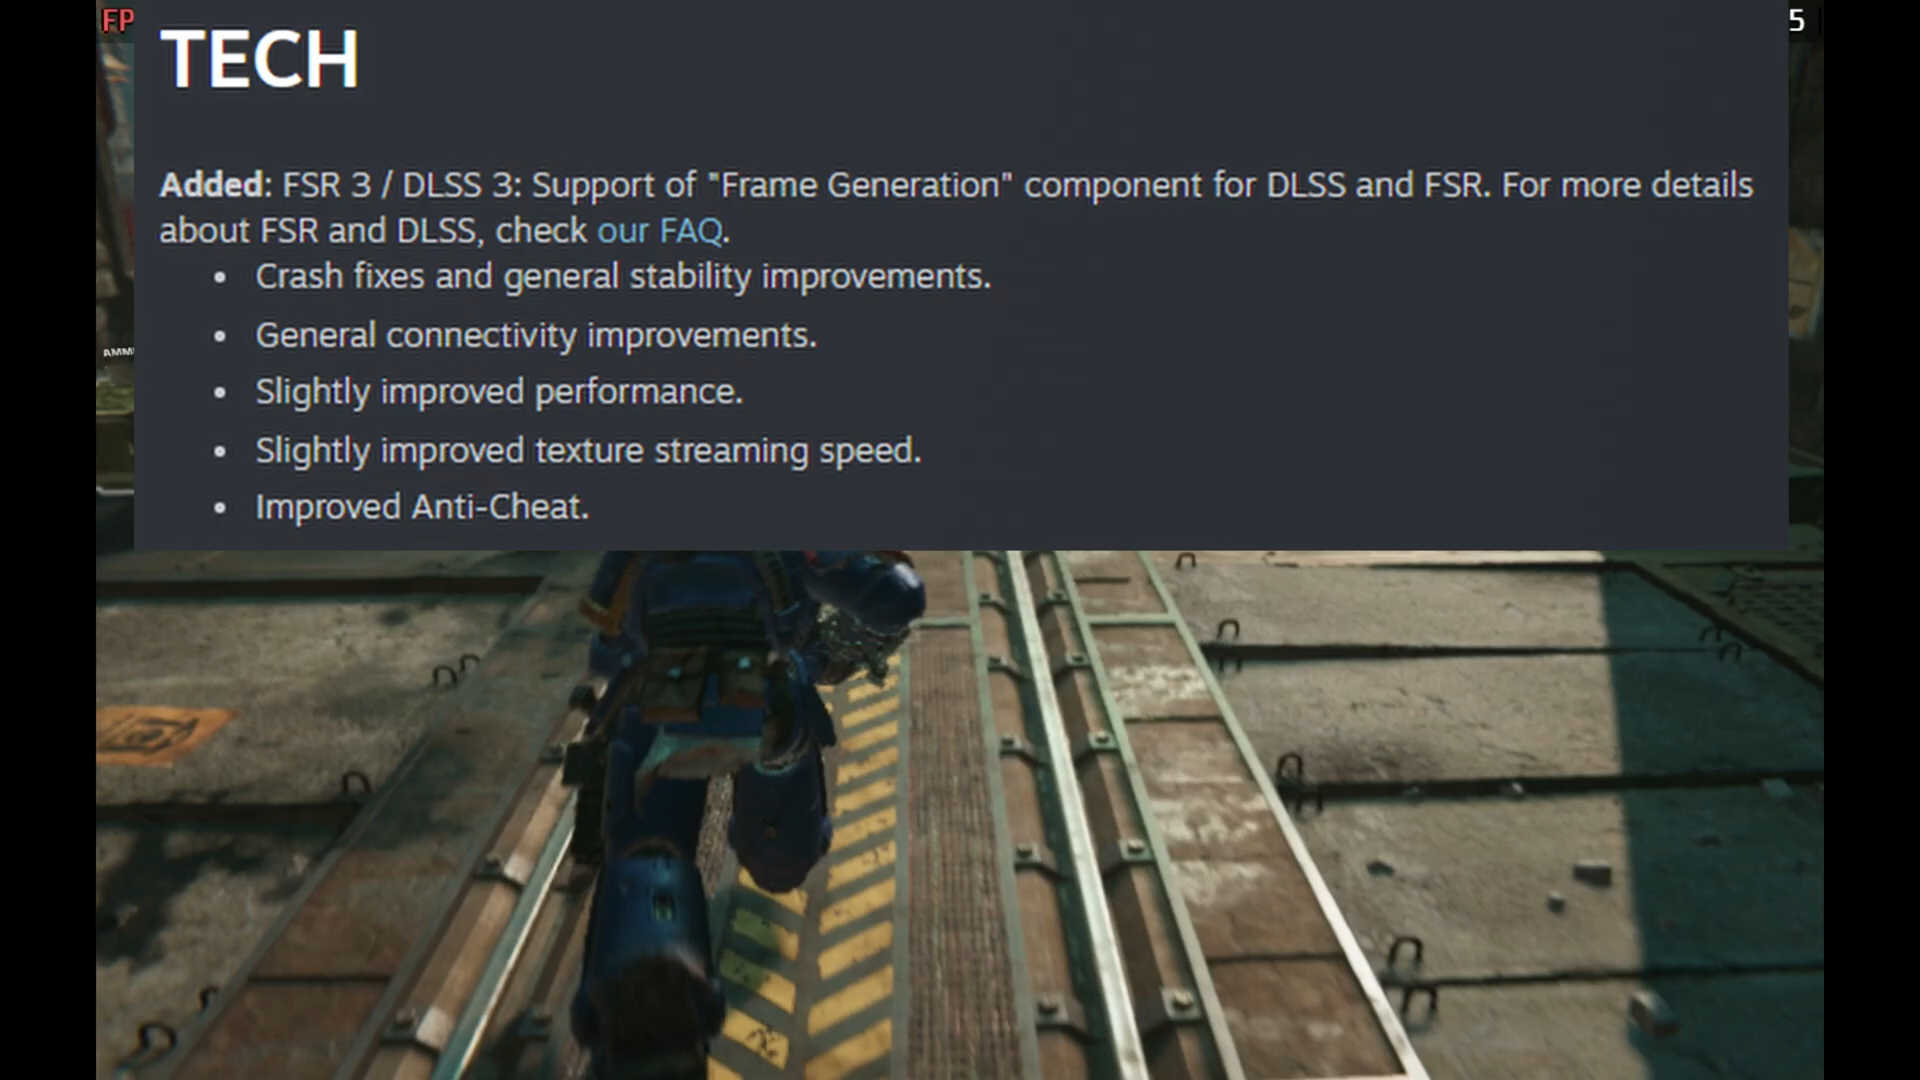 FP
5
TECH
Added: FSR 3 / DLSS 3: Support of "Frame Generation" component for DLSS and FSR. For more details
about FSR and DLSS, check our FAQ.
• Crash fixes and general stability improvements.
• General connectivity improvements.
• Slightly improved performance.
• Slightly improved texture streaming speed.
• Improved Anti-Cheat.
AMM